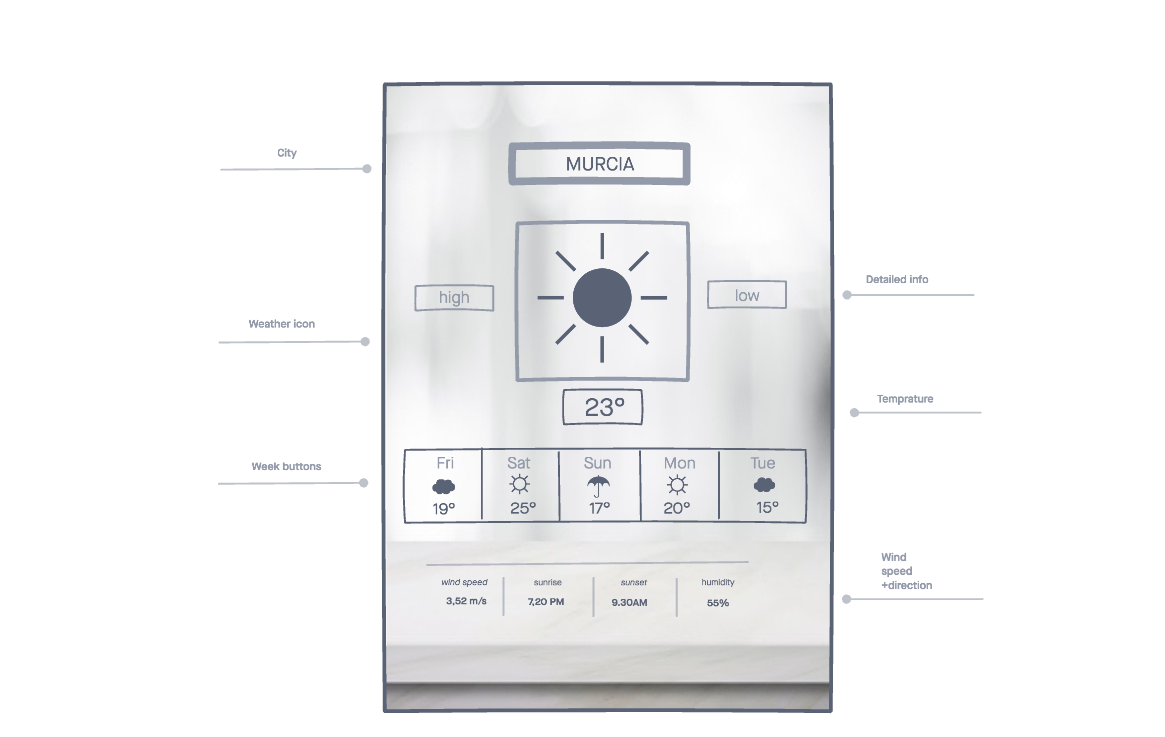 City
MURCIA
Detailed info
high
low
Weather icon
Temprature
23°
Week buttons
Fri
Sat
Sun
Mon
Tue
19°
25°
17°
20°
15°
Wind
speed
+direction
wind speed
sunrise
sunset
humidity
3,52 m/s
7,20 PM
9.30AM
55%